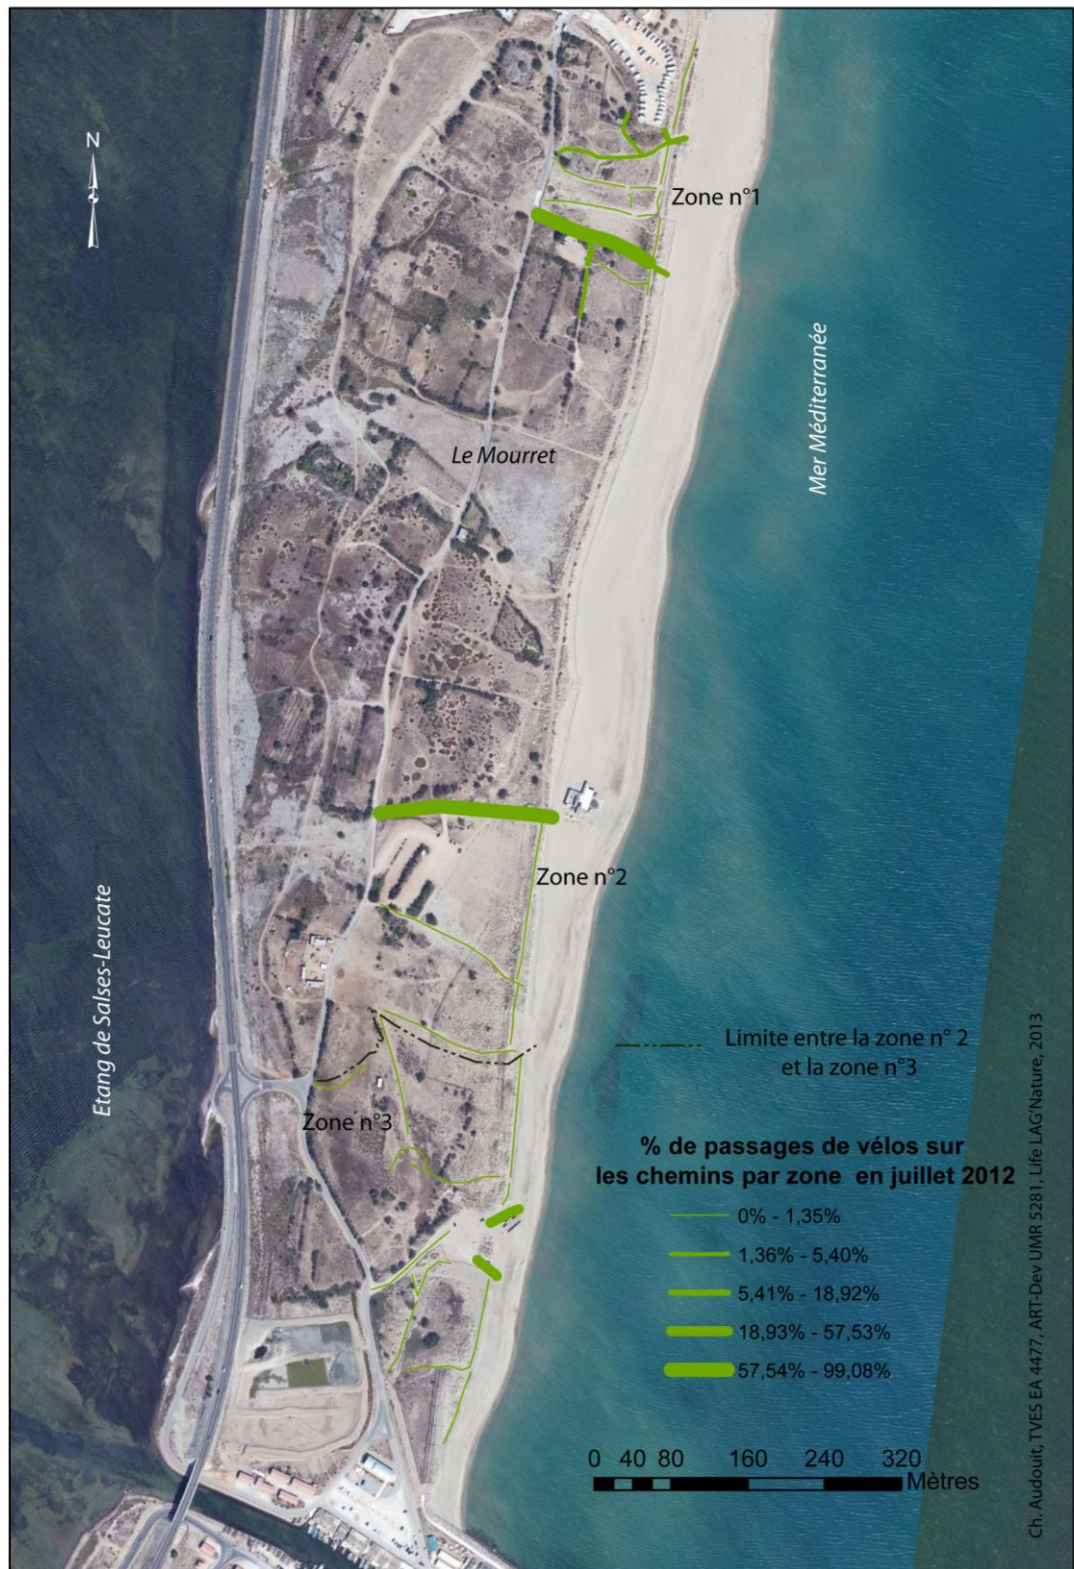 N
Zone n°1
Mer Méditerranée
Le Mourret
Zone n°2
Etang de Salses-Leucate
Limite entre la zone n° 2
et la zone n°3
Zone n°3
% de passages de vélos sur
les chemins par zone en juillet 2012
0% - 1,35%
1,36% - 5,40%
5,41% - 18,92%
18,93% - 57,53%
57,54% - 99,08%
0 40 80 160 240 320
Mètres
Ch. Audouit, TVES EA 4477, ART-Dev UMR 5281, Life LAG'Nature, 2013